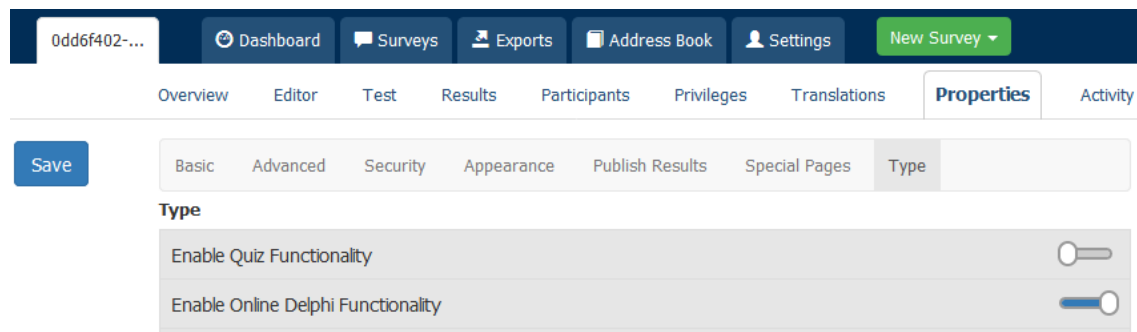 0dd6f402-... Dashboard Surveys Exports Address Book Settings New Survey
Overview Editor Test Results Participants Privileges Translations Properties Activity
Save Basic Advanced Security Appearance Publish Results Special Pages Type
Type
Enable Quiz Functionality
Enable Online Delphi Functionality